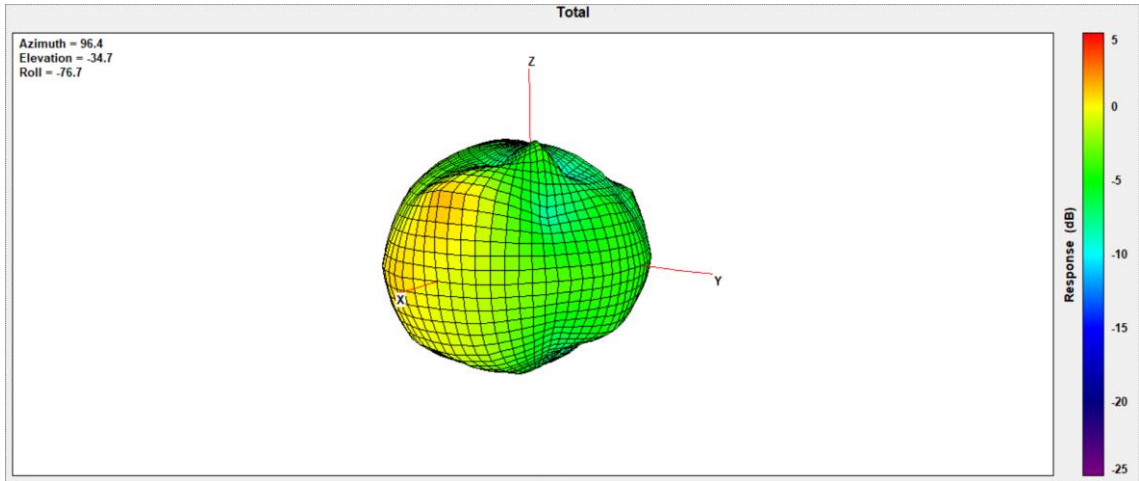 Total
Azimuth = 96.4
Elevation = -34.7
Roll = -76.7
Z
Y
X
5
0
-5
-10
-15
-20
-25
Response (dB)